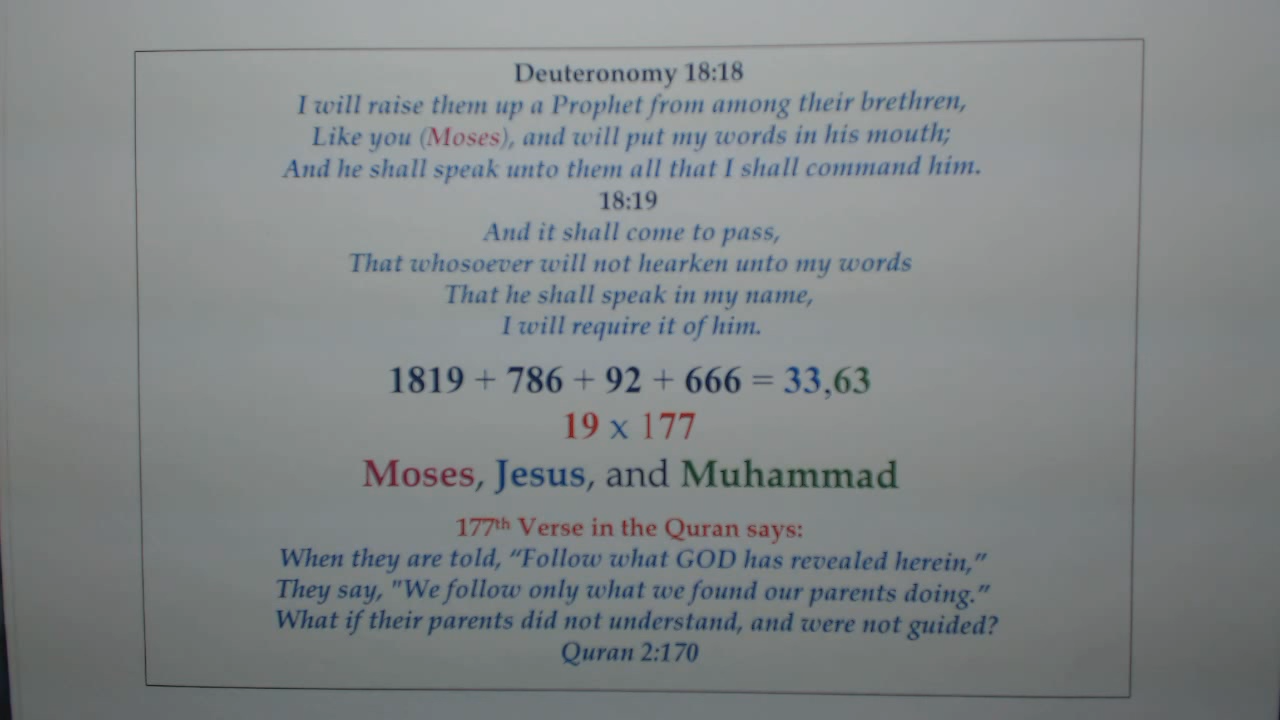 Deuteronomy 18:18
I will raise them up a Prophet from among their brethren,
Like you (Moses), and will put my words in his mouth;
And he shall speak unto them all that I shall command him.
18:19
And it shall come to pass,
That whosoever will not hearken unto my words
That he shall speak in my name,
I will require it of him.
1819 + 786 + 92 + 666 = 33,63
19 x 177
Moses, Jesus, and Muhammad
177th Verse in the Quran says:
When they are told, “Follow what GOD has revealed herein,”
They say, "We follow only what we found our parents doing.”
What if their parents did not understand, and were not guided?
Quran 2:170